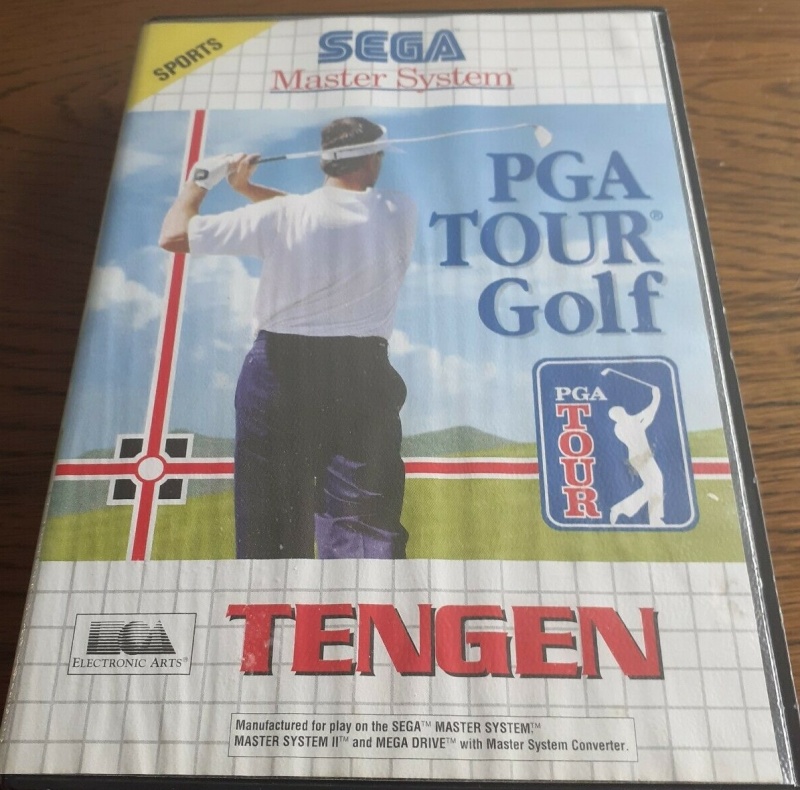 SPORTS
SEGA
Master System™
PGA
TOUR®
Golf
PGA
TOUR
ELECTRONIC ARTS®
TENGEN
Manufactured for play on the SEGA™ MASTER SYSTEM™
MASTER SYSTEM II™ and MEGA DRIVE™ with Master System Converter.